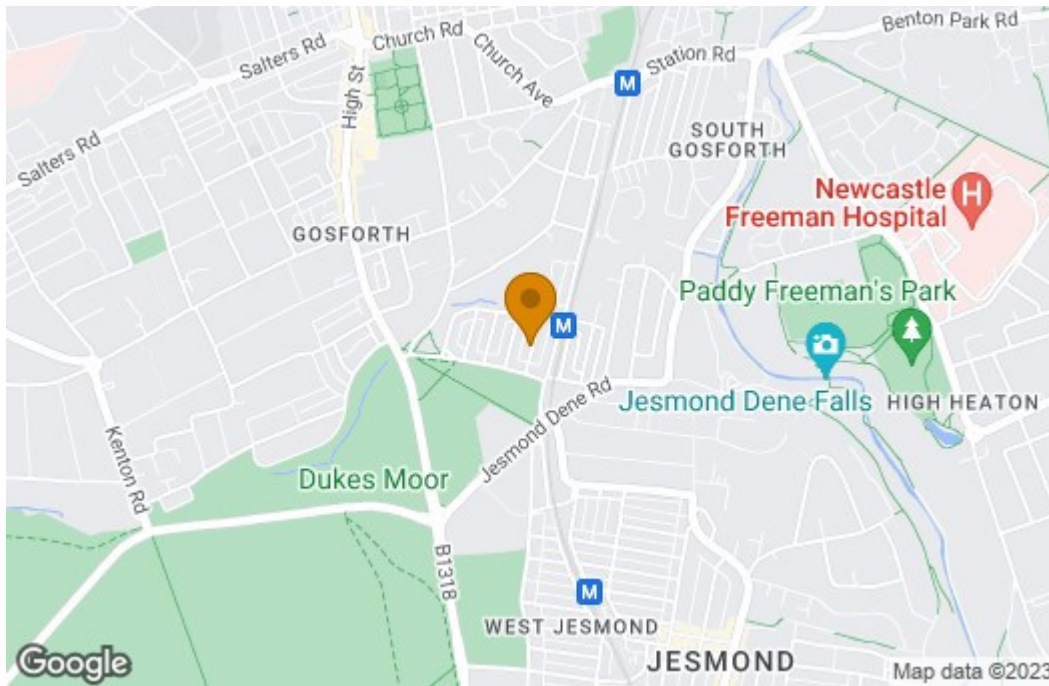 Benton Park Rd
Church Rd
Salters Rd
Church Ave
Station Rd
M
High St
SOUTH
GOSFORTH
Salters Rd
Newcastle
Freeman Hospital
H
GOSFORTH
Paddy Freeman's Park
M
Jesmond Dene Falls
HIGH HEATON
Jesmond Dene Rd
Kenton Rd
Dukes Moor
B1318
M
WEST JESMOND
JESMOND
Google
Map data ©2023